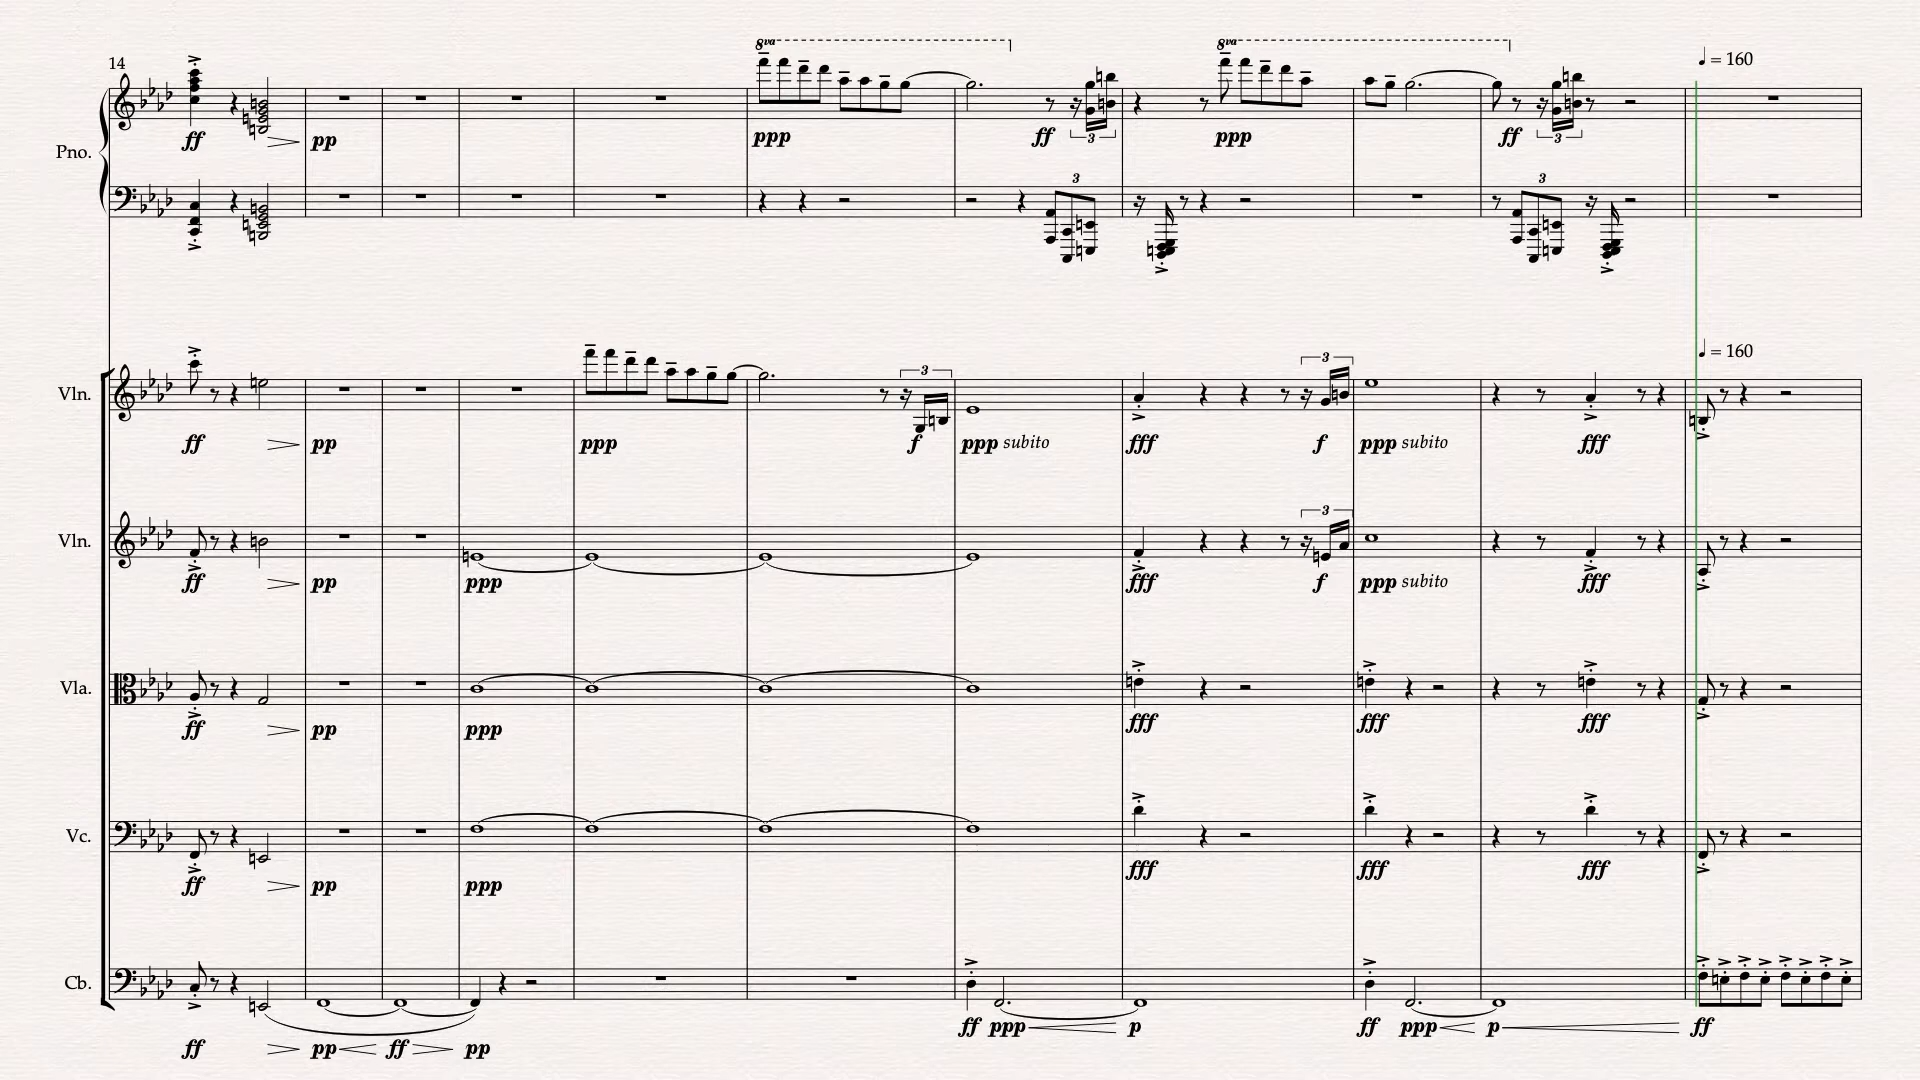 14
8va
8va
♩ = 160
Pno.
ff
pp
ppp
ff
3
ppp
ff
3
3
3
♩ = 160
Vln.
3
3
ff
pp
ppp
f
ppp subito
fff
f
ppp subito
fff
Vln.
3
ff
pp
ppp
fff
f
ppp subito
fff
Vla.
ff
pp
ppp
fff
fff
fff
Vc.
ff
pp
ppp
fff
fff
fff
Cb.
ff
pp
ff
pp
ff
ppp
p
ff
ppp
p
ff